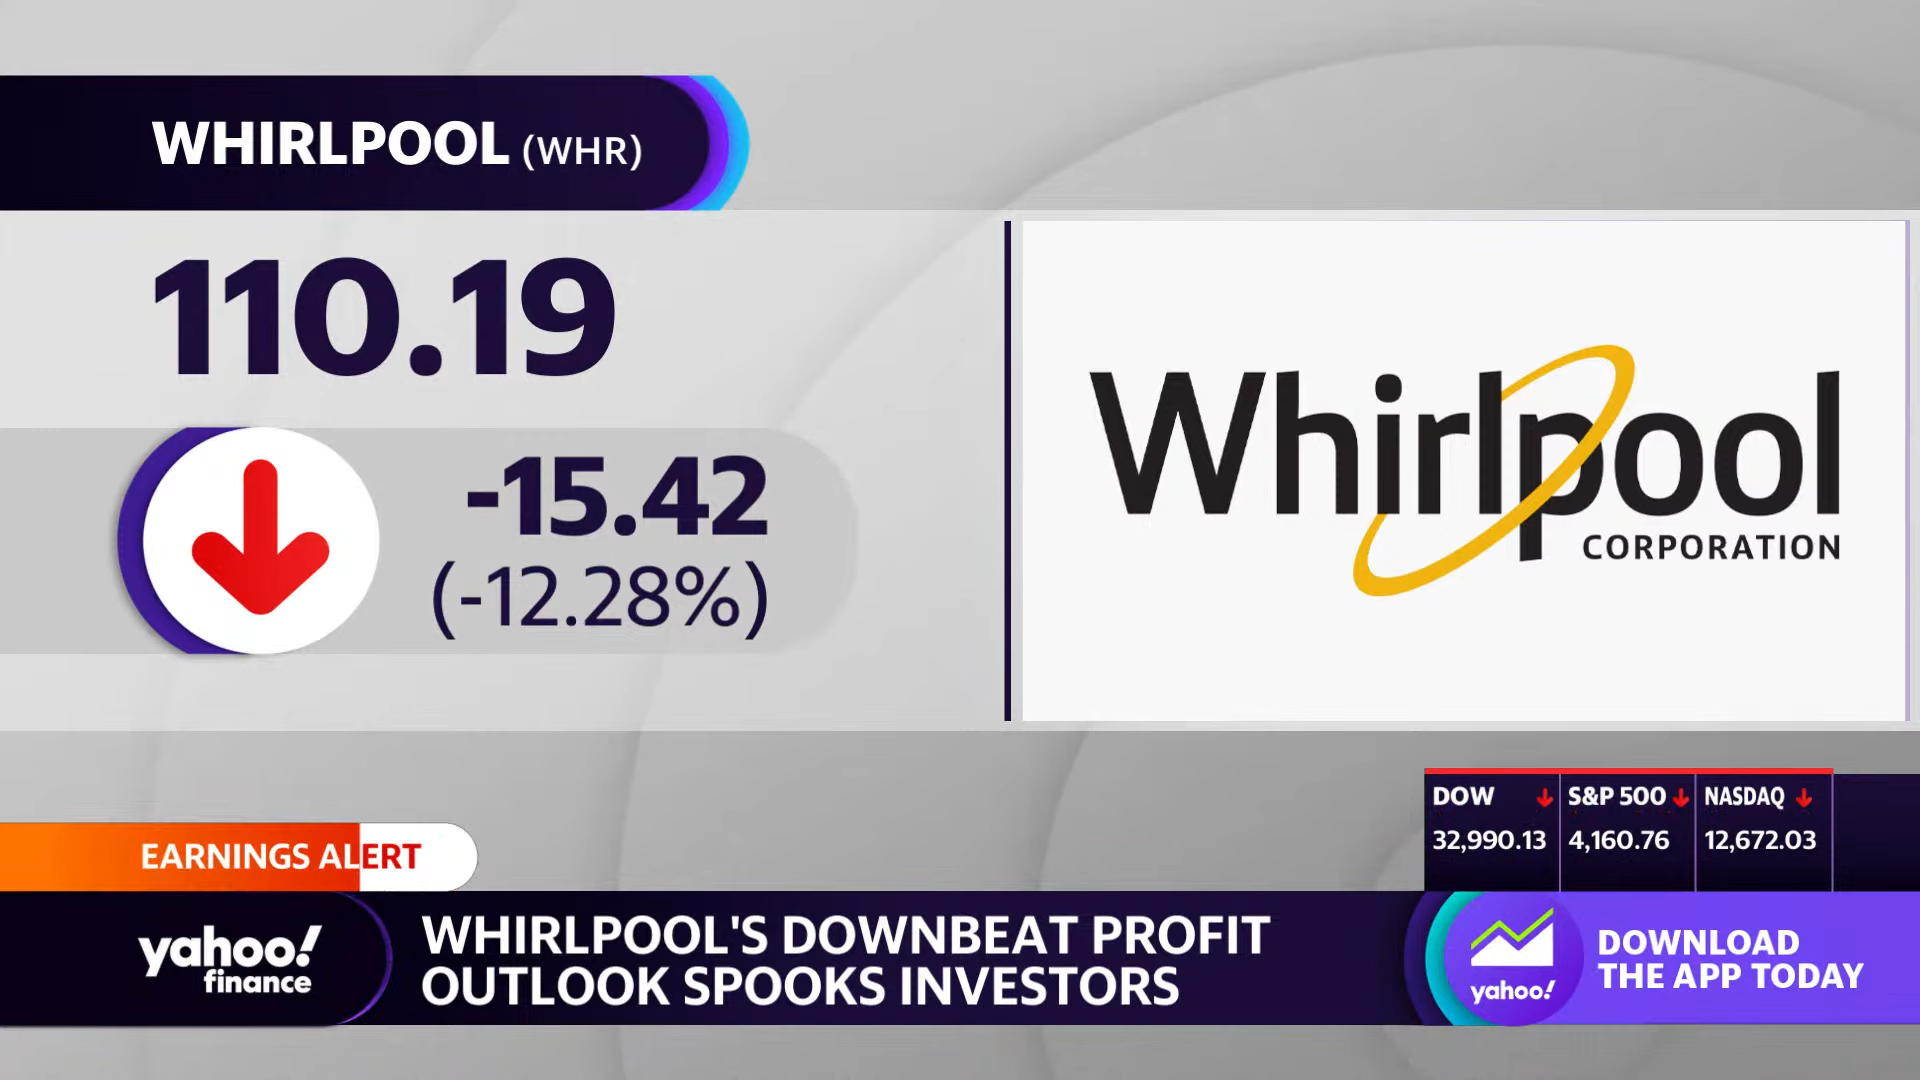 WHIRLPOOL (WHR)
110.19
-15.42
(-12.28%)
Whirlpool
CORPORATION
DOW
32,990.13
S&P 500
4,160.76
NASDAQ
12,672.03
EARNINGS ALERT
yahoo!
finance
WHIRLPOOL'S DOWNBEAT PROFIT
OUTLOOK SPOOKS INVESTORS
yahoo!
DOWNLOAD
THE APP TODAY